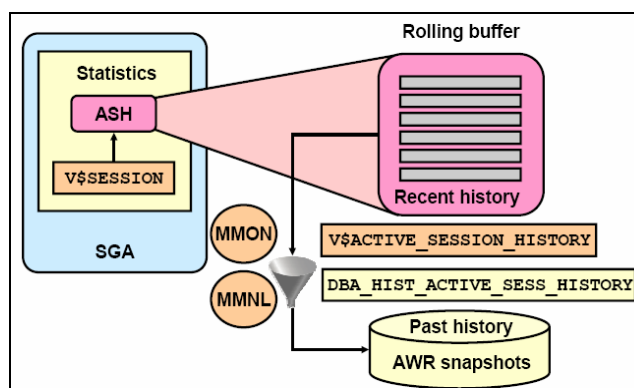 Statistics
ASH
V$SESSION
SGA
Rolling buffer
Recent history
MMON
MMNL
V$ACTIVE_SESSION_HISTORY
DBA_HIST_ACTIVE_SESS_HISTORY
Past history
AWR snapshots